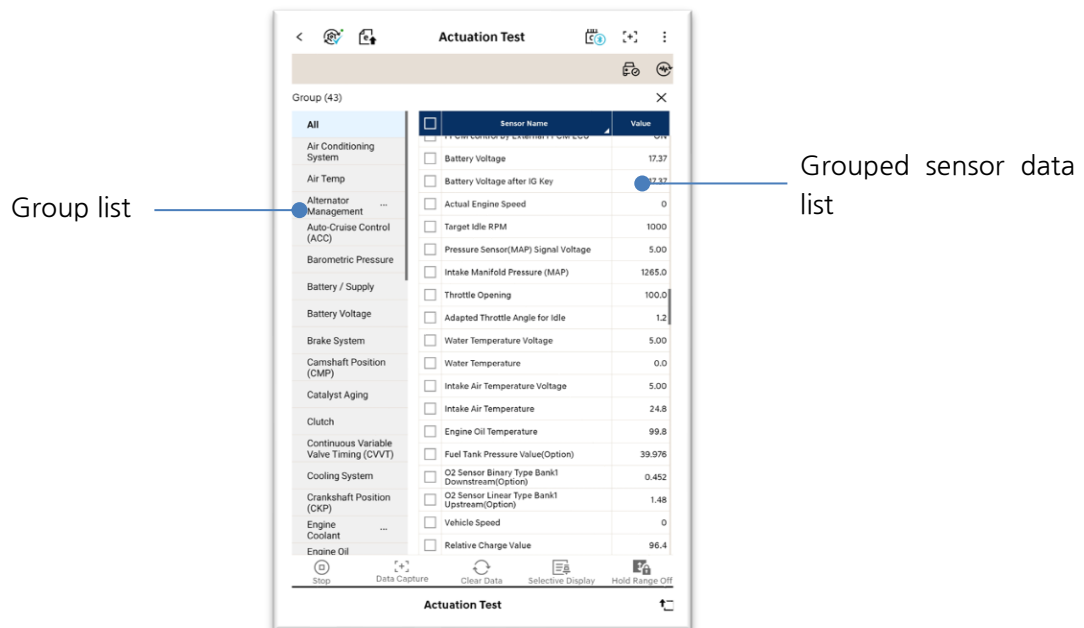 Actuation Test
Group (43)
All
Air Conditioning
System
Air Temp
Alternator ...
Management
Auto-Cruise Control
(ACC)
Barometric Pressure
Battery / Supply
Battery Voltage
Brake System
Camshaft Position
(CMP)
Catalyst Aging
Clutch
Continuous Variable
Valve Timing (CVVT)
Cooling System
Crankshaft Position
(CKP)
Engine ...
Coolant
Engine Oil
Sensor Name Value
Battery Voltage 17.37
Battery Voltage after IG Key 17.37
Actual Engine Speed 0
Target Idle RPM 1000
Pressure Sensor(MAP) Signal Voltage 5.00
Intake Manifold Pressure (MAP) 1265.0
Throttle Opening 100.0
Adapted Throttle Angle for Idle 1.2
Water Temperature Voltage 5.00
Water Temperature 0.0
Intake Air Temperature Voltage 5.00
Intake Air Temperature 24.8
Engine Oil Temperature 99.8
Fuel Tank Pressure Value(Option) 39.976
O2 Sensor Binary Type Bank1
Downstream(Option) 0.452
O2 Sensor Linear Type Bank1
Upstream(Option) 1.48
Vehicle Speed 0
Relative Charge Value 96.4
Stop Data Capture Clear Data Selective Display Hold Range Off
Actuation Test
Group list
Grouped sensor data
list